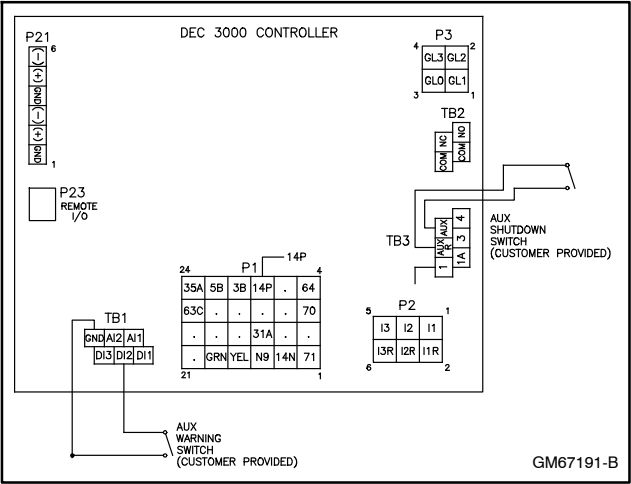 DEC 3000 CONTROLLER
P21
6
(-)
(+)
GND
(-)
(+)
GND
1
P23
REMOTE
I/O
P3
4 2
GL3 GL2
GL0 GL1
3 1
TB2
COM NC
COM NO
TB3
1 AUX R AUX
1A 3 4
AUX
SHUTDOWN
SWITCH
(CUSTOMER PROVIDED)
14P
24 P1 4
35A 5B 3B 14P . 64
63C . . . . 70
. . . 31A . .
. GRN YEL N9 14N 71
21 1
P2
5 1
I3 I2 I1
I3R I2R I1R
6 2
TB1
GND AI2 AI1
DI3 DI2 DI1
AUX
WARNING
SWITCH
(CUSTOMER PROVIDED)
GM67191-B